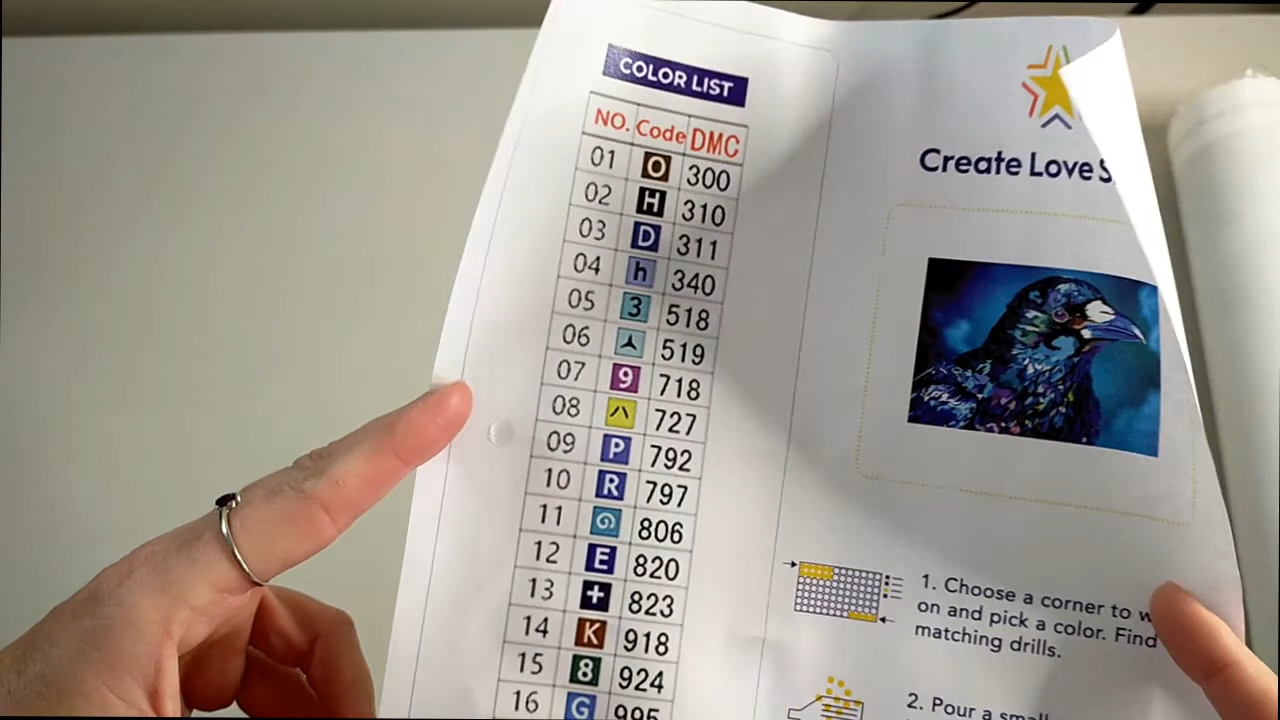 COLOR LIST
NO. Code DMC
01 O 300
02 H 310
03 D 311
04 h 340
05 3 518
06 519
07 9 718
08 ハ 727
09 P 792
10 R 797
11 806
12 E 820
13 + 823
14 K 918
15 8 924
16 G 995
Create Love S
1. Choose a corner to w
on and pick a color. Find
matching drills.
2. Pour a small